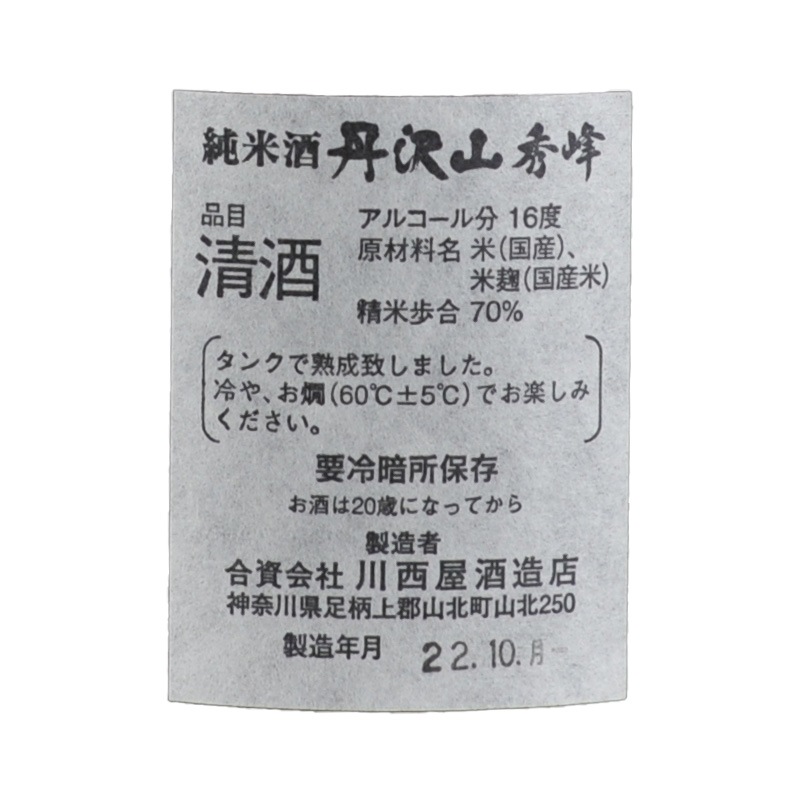 純米酒 丹沢山 秀峰
品目
清酒
アルコール分 16度
原材料名 米(国産)、
米麹(国産米)
精米歩合 70%
タンクで熟成致しました。
冷や、お燗(60℃±5℃)でお楽しみ
ください。
要冷暗所保存
お酒は20歳になってから
製造者
合資会社 川西屋酒造店
神奈川県足柄上郡山北町山北250
製造年月 22.10.月